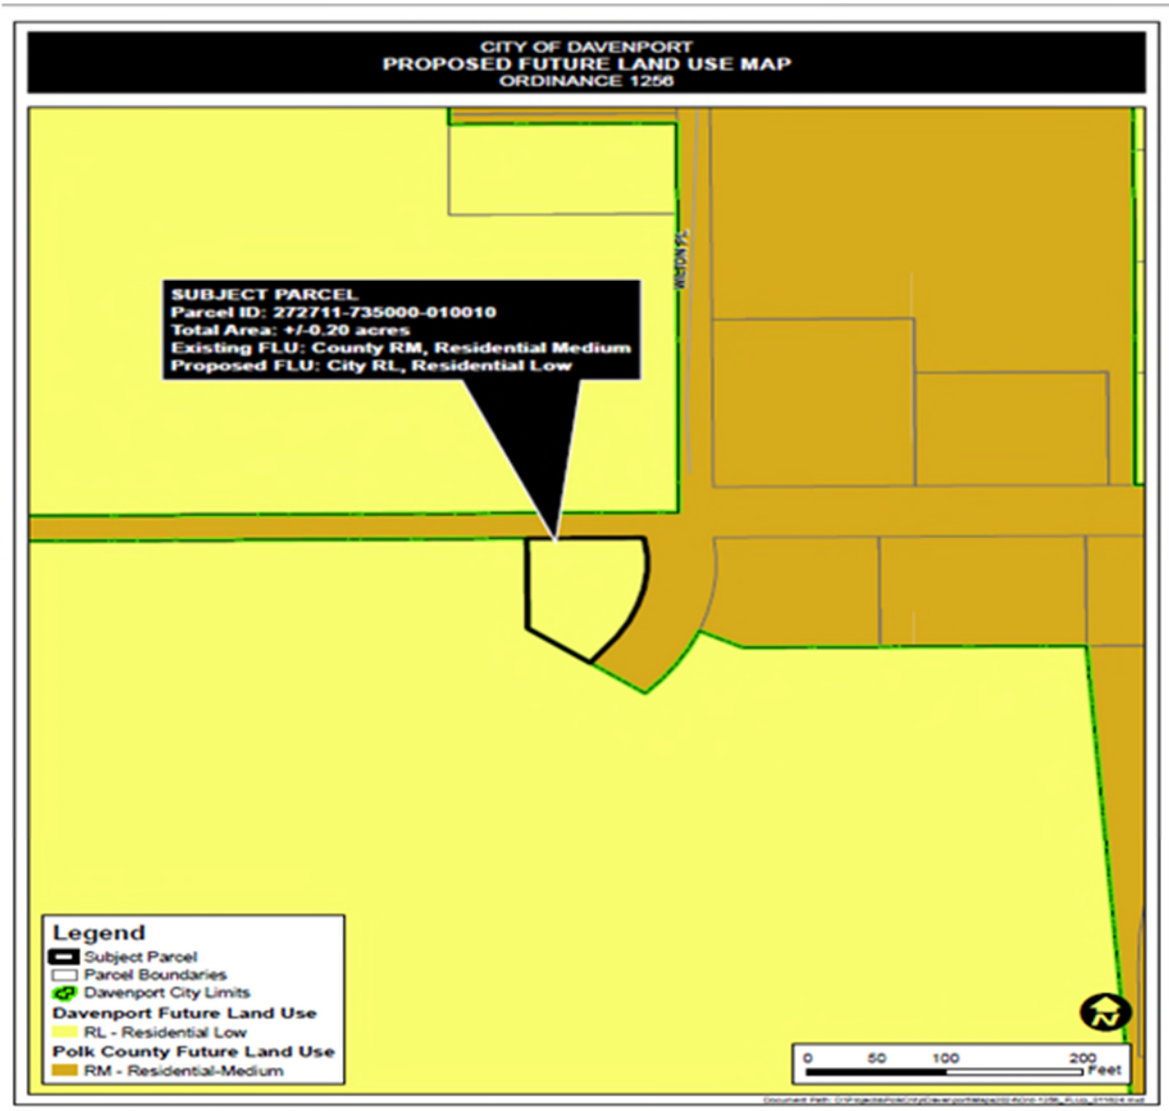 CITY OF DAVENPORT
PROPOSED FUTURE LAND USE MAP
ORDINANCE 1256
SUBJECT PARCEL
Parcel ID: 272711-735000-010010
Total Area: +/-0.20 acres
Existing FLU: County RM, Residential Medium
Proposed FLU: City RL, Residential Low
Legend
Subject Parcel
Parcel Boundaries
Davenport City Limits
Davenport Future Land Use
RL - Residential Low
Polk County Future Land Use
RM - Residential-Medium
N
0 50 100 200
Feet